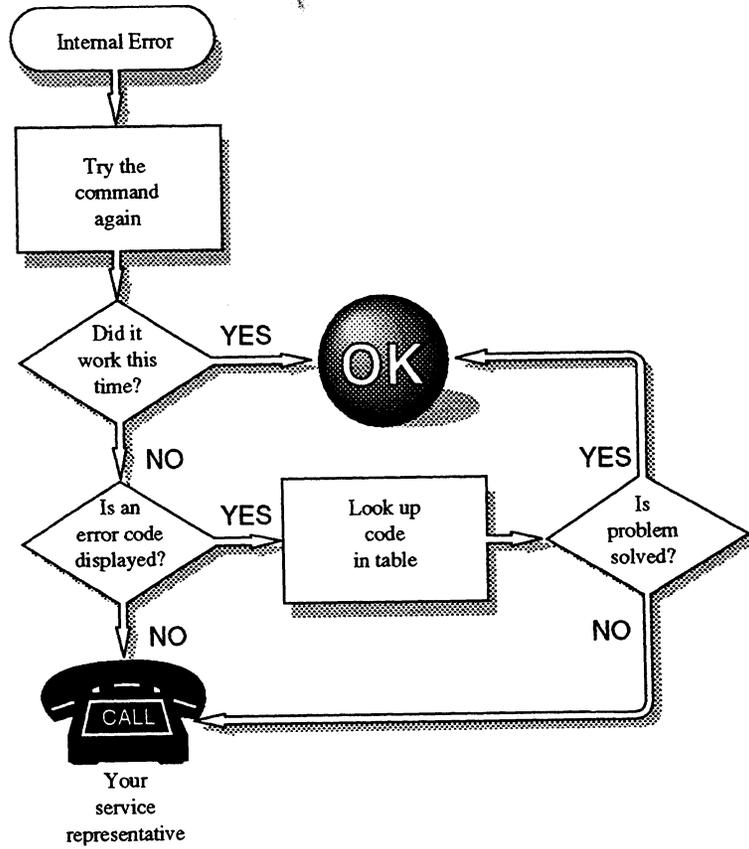 Internal Error
Try the
command
again
Did it
work this
time?
YES
OK
NO
Is an
error code
displayed?
YES
Look up
code
in table
Is
problem
solved?
YES
NO
NO
CALL
Your
service
representative